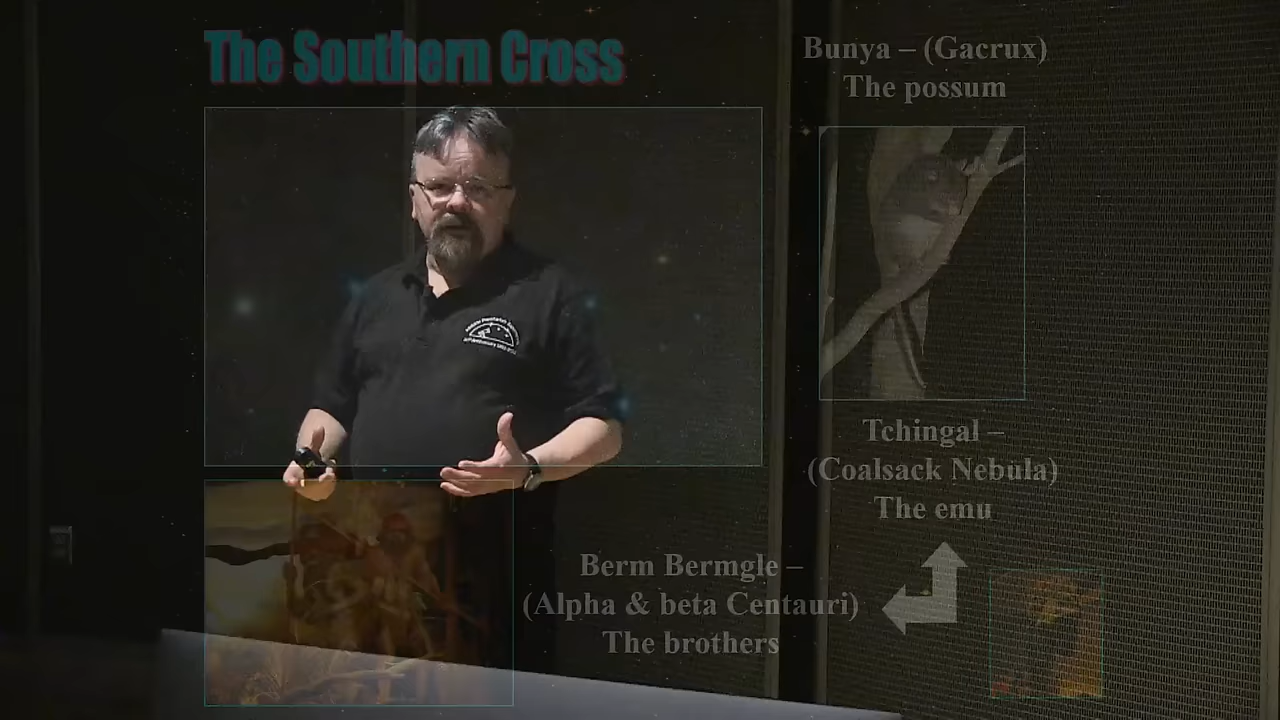 The Southern Cross
Bunya – (Gacrux)
The possum
Tchingal –
(Coalsack Nebula)
The emu
Berm Bermgle –
(Alpha & beta Centauri)
The brothers